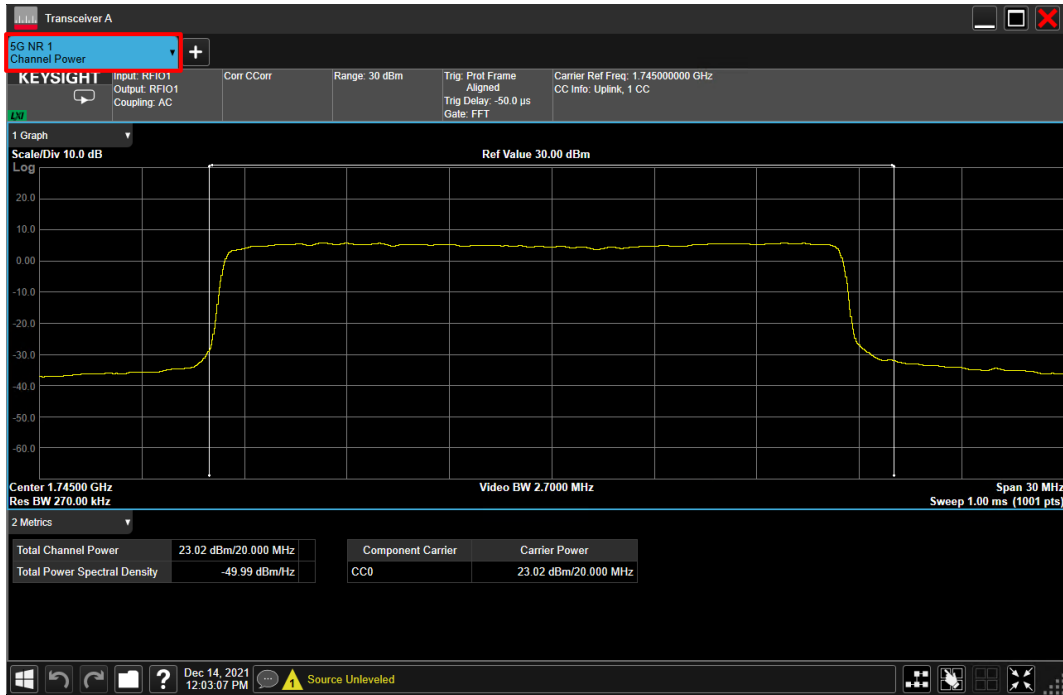 Transceiver A
5G NR 1
Channel Power
+
KEYSIGHT
LXI
Input: RFIO1
Output: RFIO1
Coupling: AC
Corr CCorr
Range: 30 dBm
Trig: Prot Frame
Aligned
Trig Delay: -50.0 µs
Gate: FFT
Carrier Ref Freq: 1.745000000 GHz
CC Info: Uplink, 1 CC
1 Graph
Scale/Div 10.0 dB
Ref Value 30.00 dBm
Log
20.0
10.0
0.00
-10.0
-20.0
-30.0
-40.0
-50.0
-60.0
Center 1.74500 GHz
Video BW 2.7000 MHz
Span 30 MHz
Res BW 270.00 kHz
Sweep 1.00 ms (1001 pts)
2 Metrics
Total Channel Power 23.02 dBm/20.000 MHz
Total Power Spectral Density -49.99 dBm/Hz
Component Carrier Carrier Power
CC0 23.02 dBm/20.000 MHz
?
Dec 14, 2021
12:03:07 PM
1
Source Unleveled